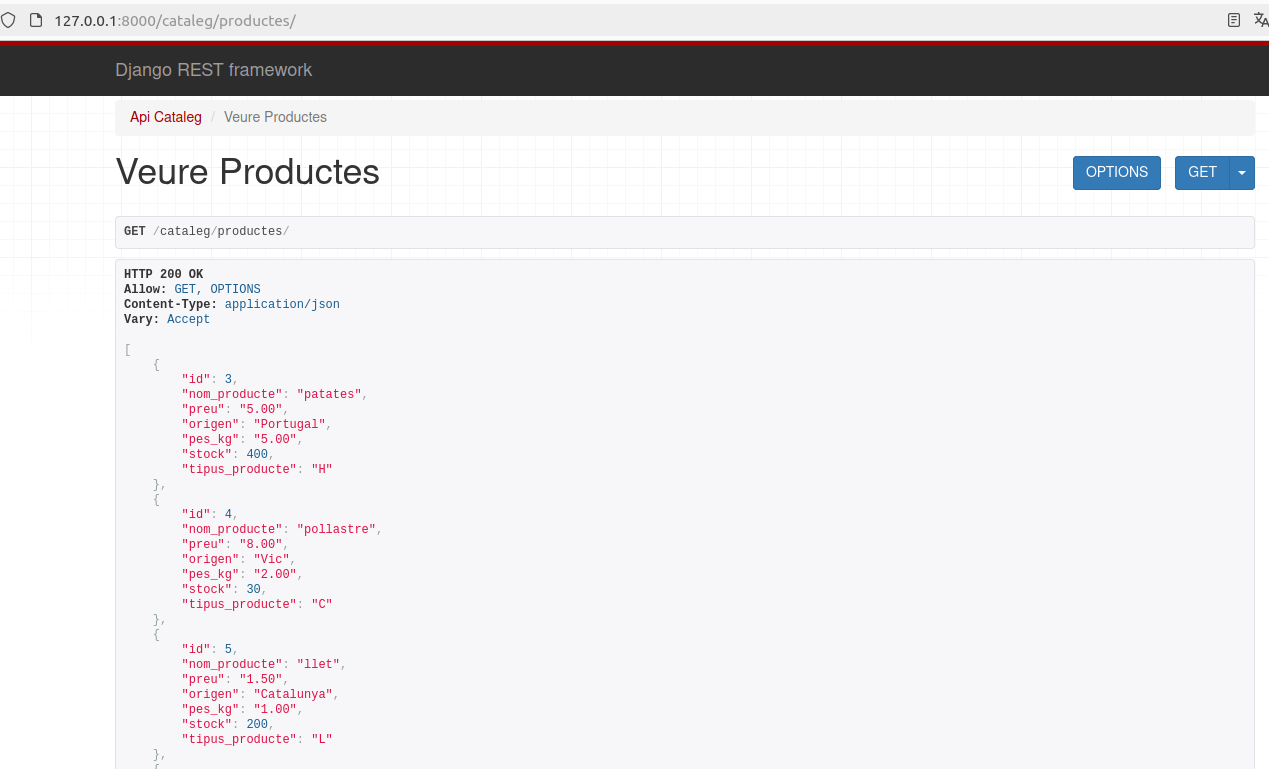 127.0.0.1:8000/cataleg/productes/
Django REST framework
Api Cataleg / Veure Productes
Veure Productes
OPTIONS GET
GET /cataleg/productes/
HTTP 200 OK
Allow: GET, OPTIONS
Content-Type: application/json
Vary: Accept
[
    {
        "id": 3,
        "nom_producte": "patates",
        "preu": "5.00",
        "origen": "Portugal",
        "pes_kg": "5.00",
        "stock": 400,
        "tipus_producte": "H"
    },
    {
        "id": 4,
        "nom_producte": "pollastre",
        "preu": "8.00",
        "origen": "Vic",
        "pes_kg": "2.00",
        "stock": 30,
        "tipus_producte": "C"
    },
    {
        "id": 5,
        "nom_producte": "llet",
        "preu": "1.50",
        "origen": "Catalunya",
        "pes_kg": "1.00",
        "stock": 200,
        "tipus_producte": "L"
    },
    {